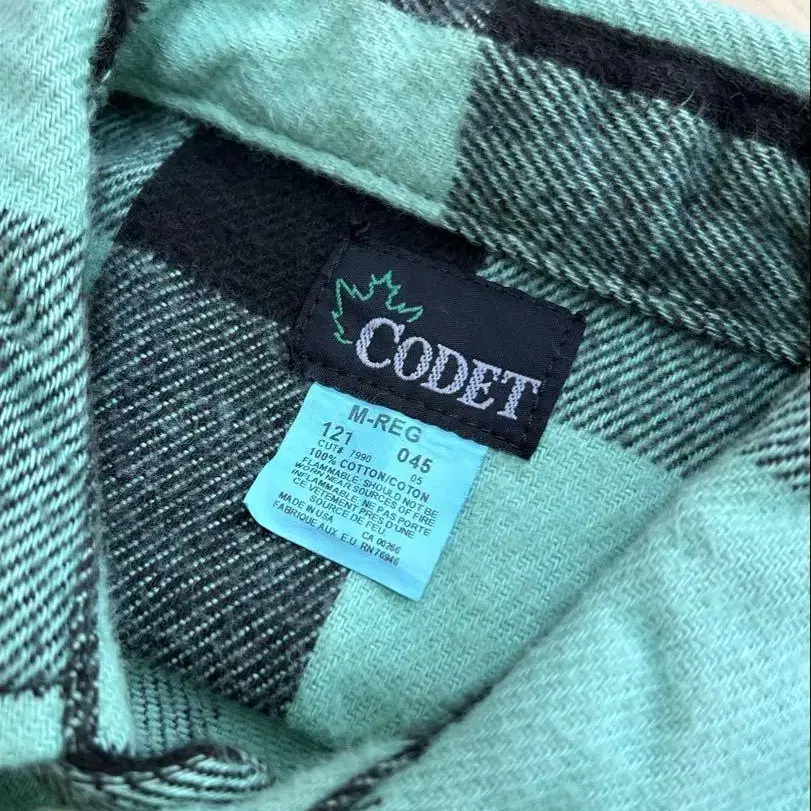 CODET
M-REG
121 045
CUT# 7990 05
100% COTTON/COTON
FLAMMABLE: SHOULD NOT BE
WORN NEAR SOURCES OF FIRE
INFLAMMABLE: NE PAS PORTE
CE VETEMENT PRES D'UNE
SOURCE DE FEU
MADE IN USA CA 00266
FABRIQUE AUX E.U. RN 76946